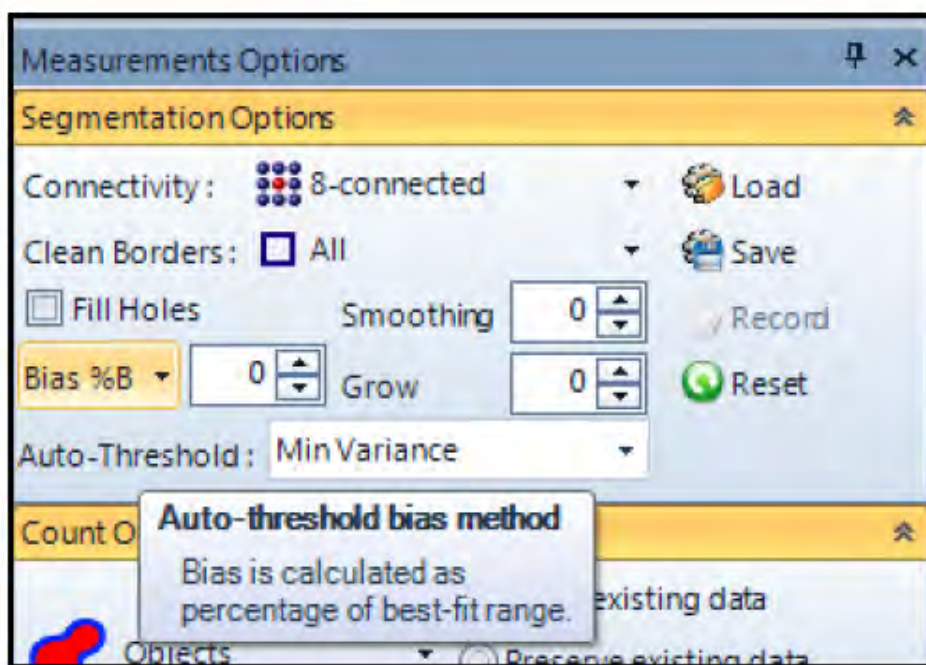 Measurements Options
Segmentation Options
Connectivity: 8-connected Load
Clean Borders: All Save
Fill Holes Smoothing 0 Record
Bias %B 0 Grow 0 Reset
Auto-Threshold: Min Variance
Auto-threshold bias method
Count O
Bias is calculated as
percentage of best-fit range.
existing data
Objects Preserve existing data